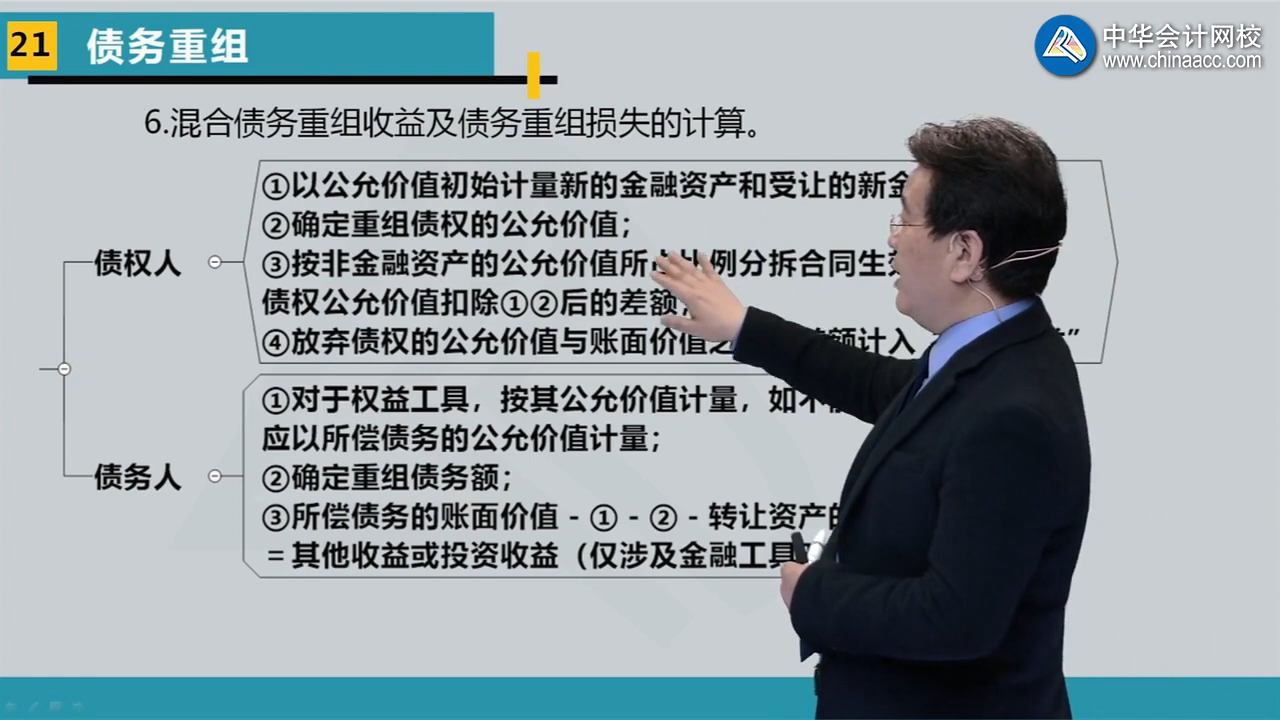 21 债务重组
中华会计网校
www.chinaacc.com
6.混合债务重组收益及债务重组损失的计算。
债权人
①以公允价值初始计量新的金融资产和受让的新金
②确定重组债权的公允价值；
③按非金融资产的公允价值所 比例分拆合同生效
债权公允价值扣除①②后的差额；
④放弃债权的公允价值与账面价值之 差额计入“ ”
债务人
①对于权益工具，按其公允价值计量，如不
应以所偿债务的公允价值计量；
②确定重组债务额；
③所偿债务的账面价值－①－②－转让资产的
＝其他收益或投资收益（仅涉及金融工具